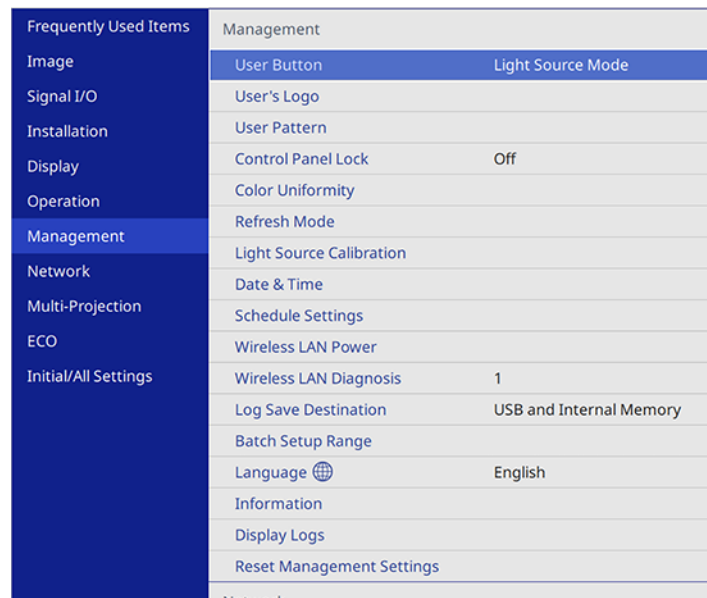 Frequently Used Items
Image
Signal I/O
Installation
Display
Operation
Management
Network
Multi-Projection
ECO
Initial/All Settings
Management
User Button Light Source Mode
User's Logo
User Pattern
Control Panel Lock Off
Color Uniformity
Refresh Mode
Light Source Calibration
Date & Time
Schedule Settings
Wireless LAN Power
Wireless LAN Diagnosis 1
Log Save Destination USB and Internal Memory
Batch Setup Range
Language English
Information
Display Logs
Reset Management Settings